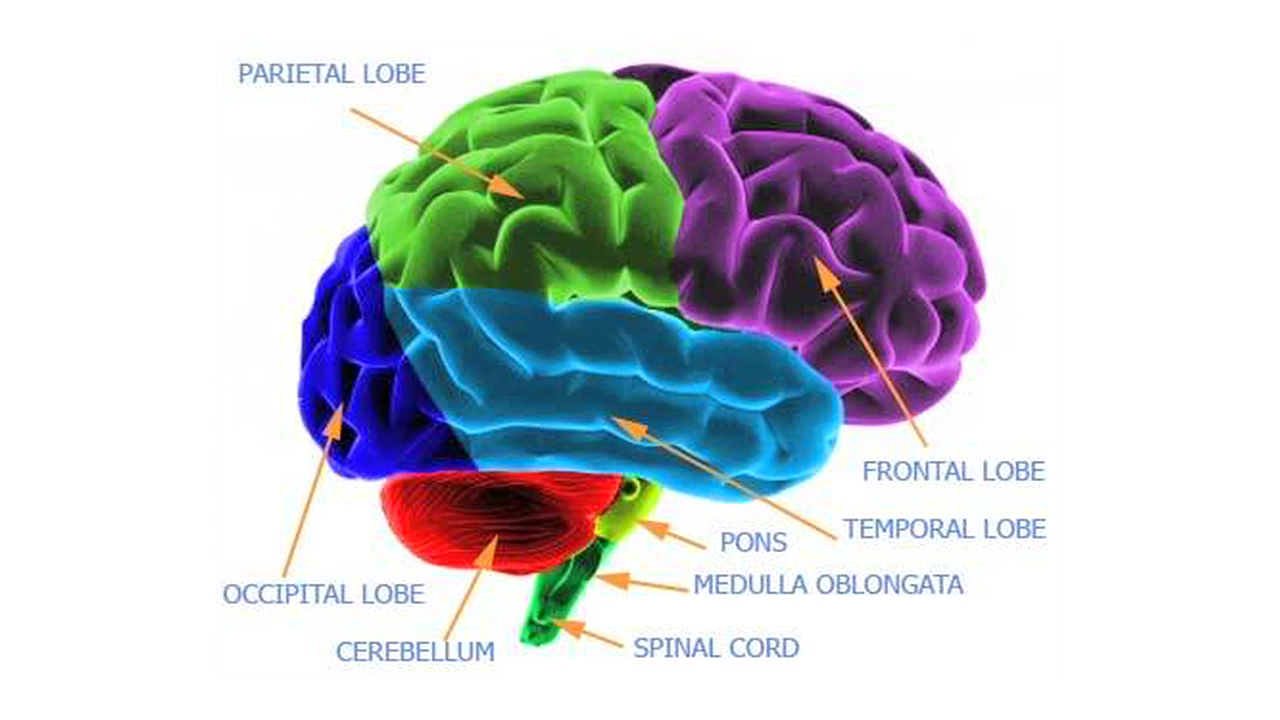 PARIETAL LOBE
FRONTAL LOBE
TEMPORAL LOBE
PONS
MEDULLA OBLONGATA
OCCIPITAL LOBE
SPINAL CORD
CEREBELLUM